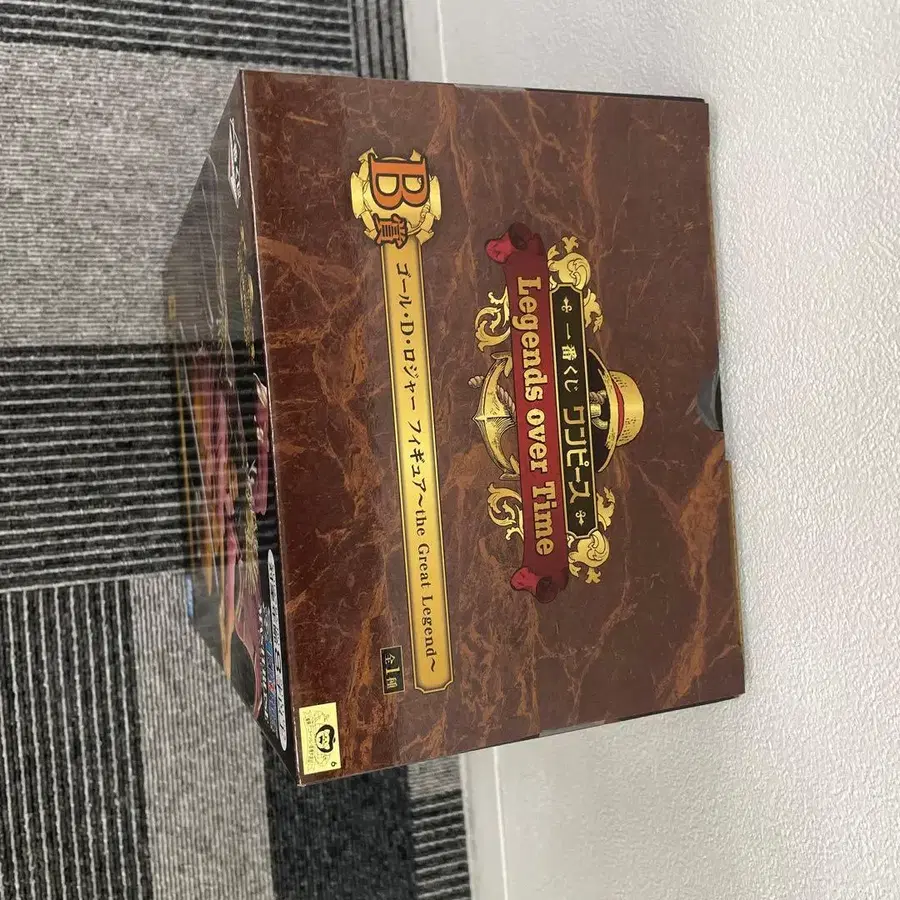 一番くじ ワンピース
Legends over Time
B賞
ゴール・D・ロジャー フィギュア～the Great Legend～
全1種
6